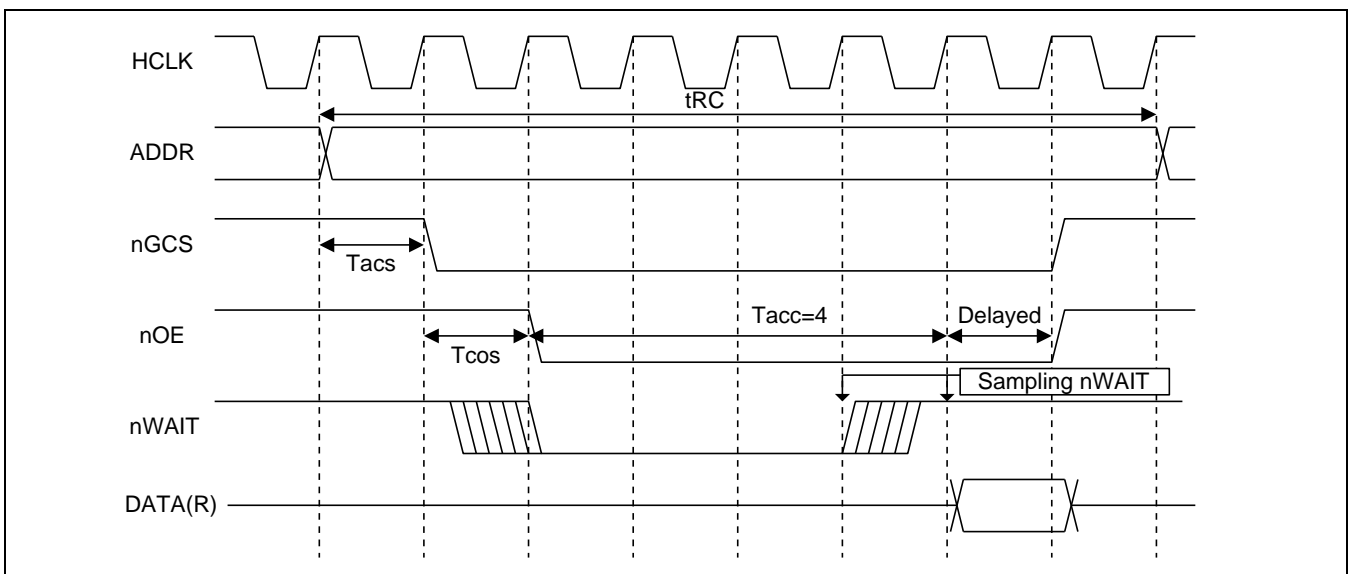 HCLK
tRC
ADDR
nGCS
Tacs
Tacc=4 Delayed
nOE
Tcos
Sampling nWAIT
nWAIT
DATA(R)